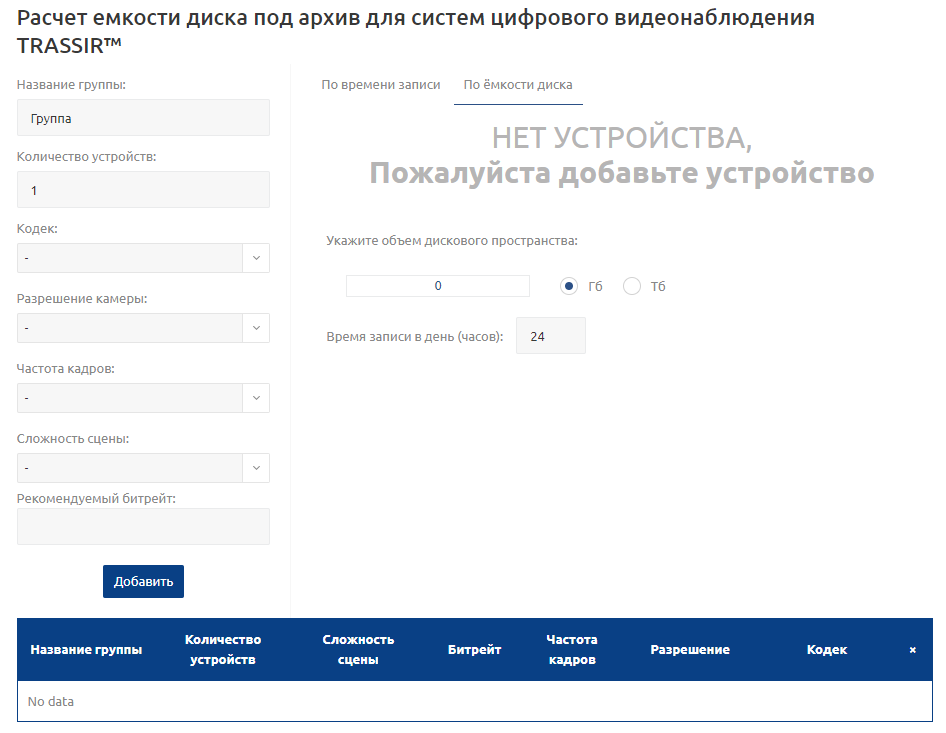 Расчет емкости диска под архив для систем цифрового видеонаблюдения
TRASSIR™
Название группы:
Группа
Количество устройств:
1
Кодек:
-
Разрешение камеры:
-
Частота кадров:
-
Сложность сцены:
-
Рекомендуемый битрейт:
Добавить
По времени записи По ёмкости диска
НЕТ УСТРОЙСТВА,
Пожалуйста добавьте устройство
Укажите объем дискового пространства:
0 Гб Тб
Время записи в день (часов): 24
Название группы Количество устройств Сложность сцены Битрейт Частота кадров Разрешение Кодек ×
No data